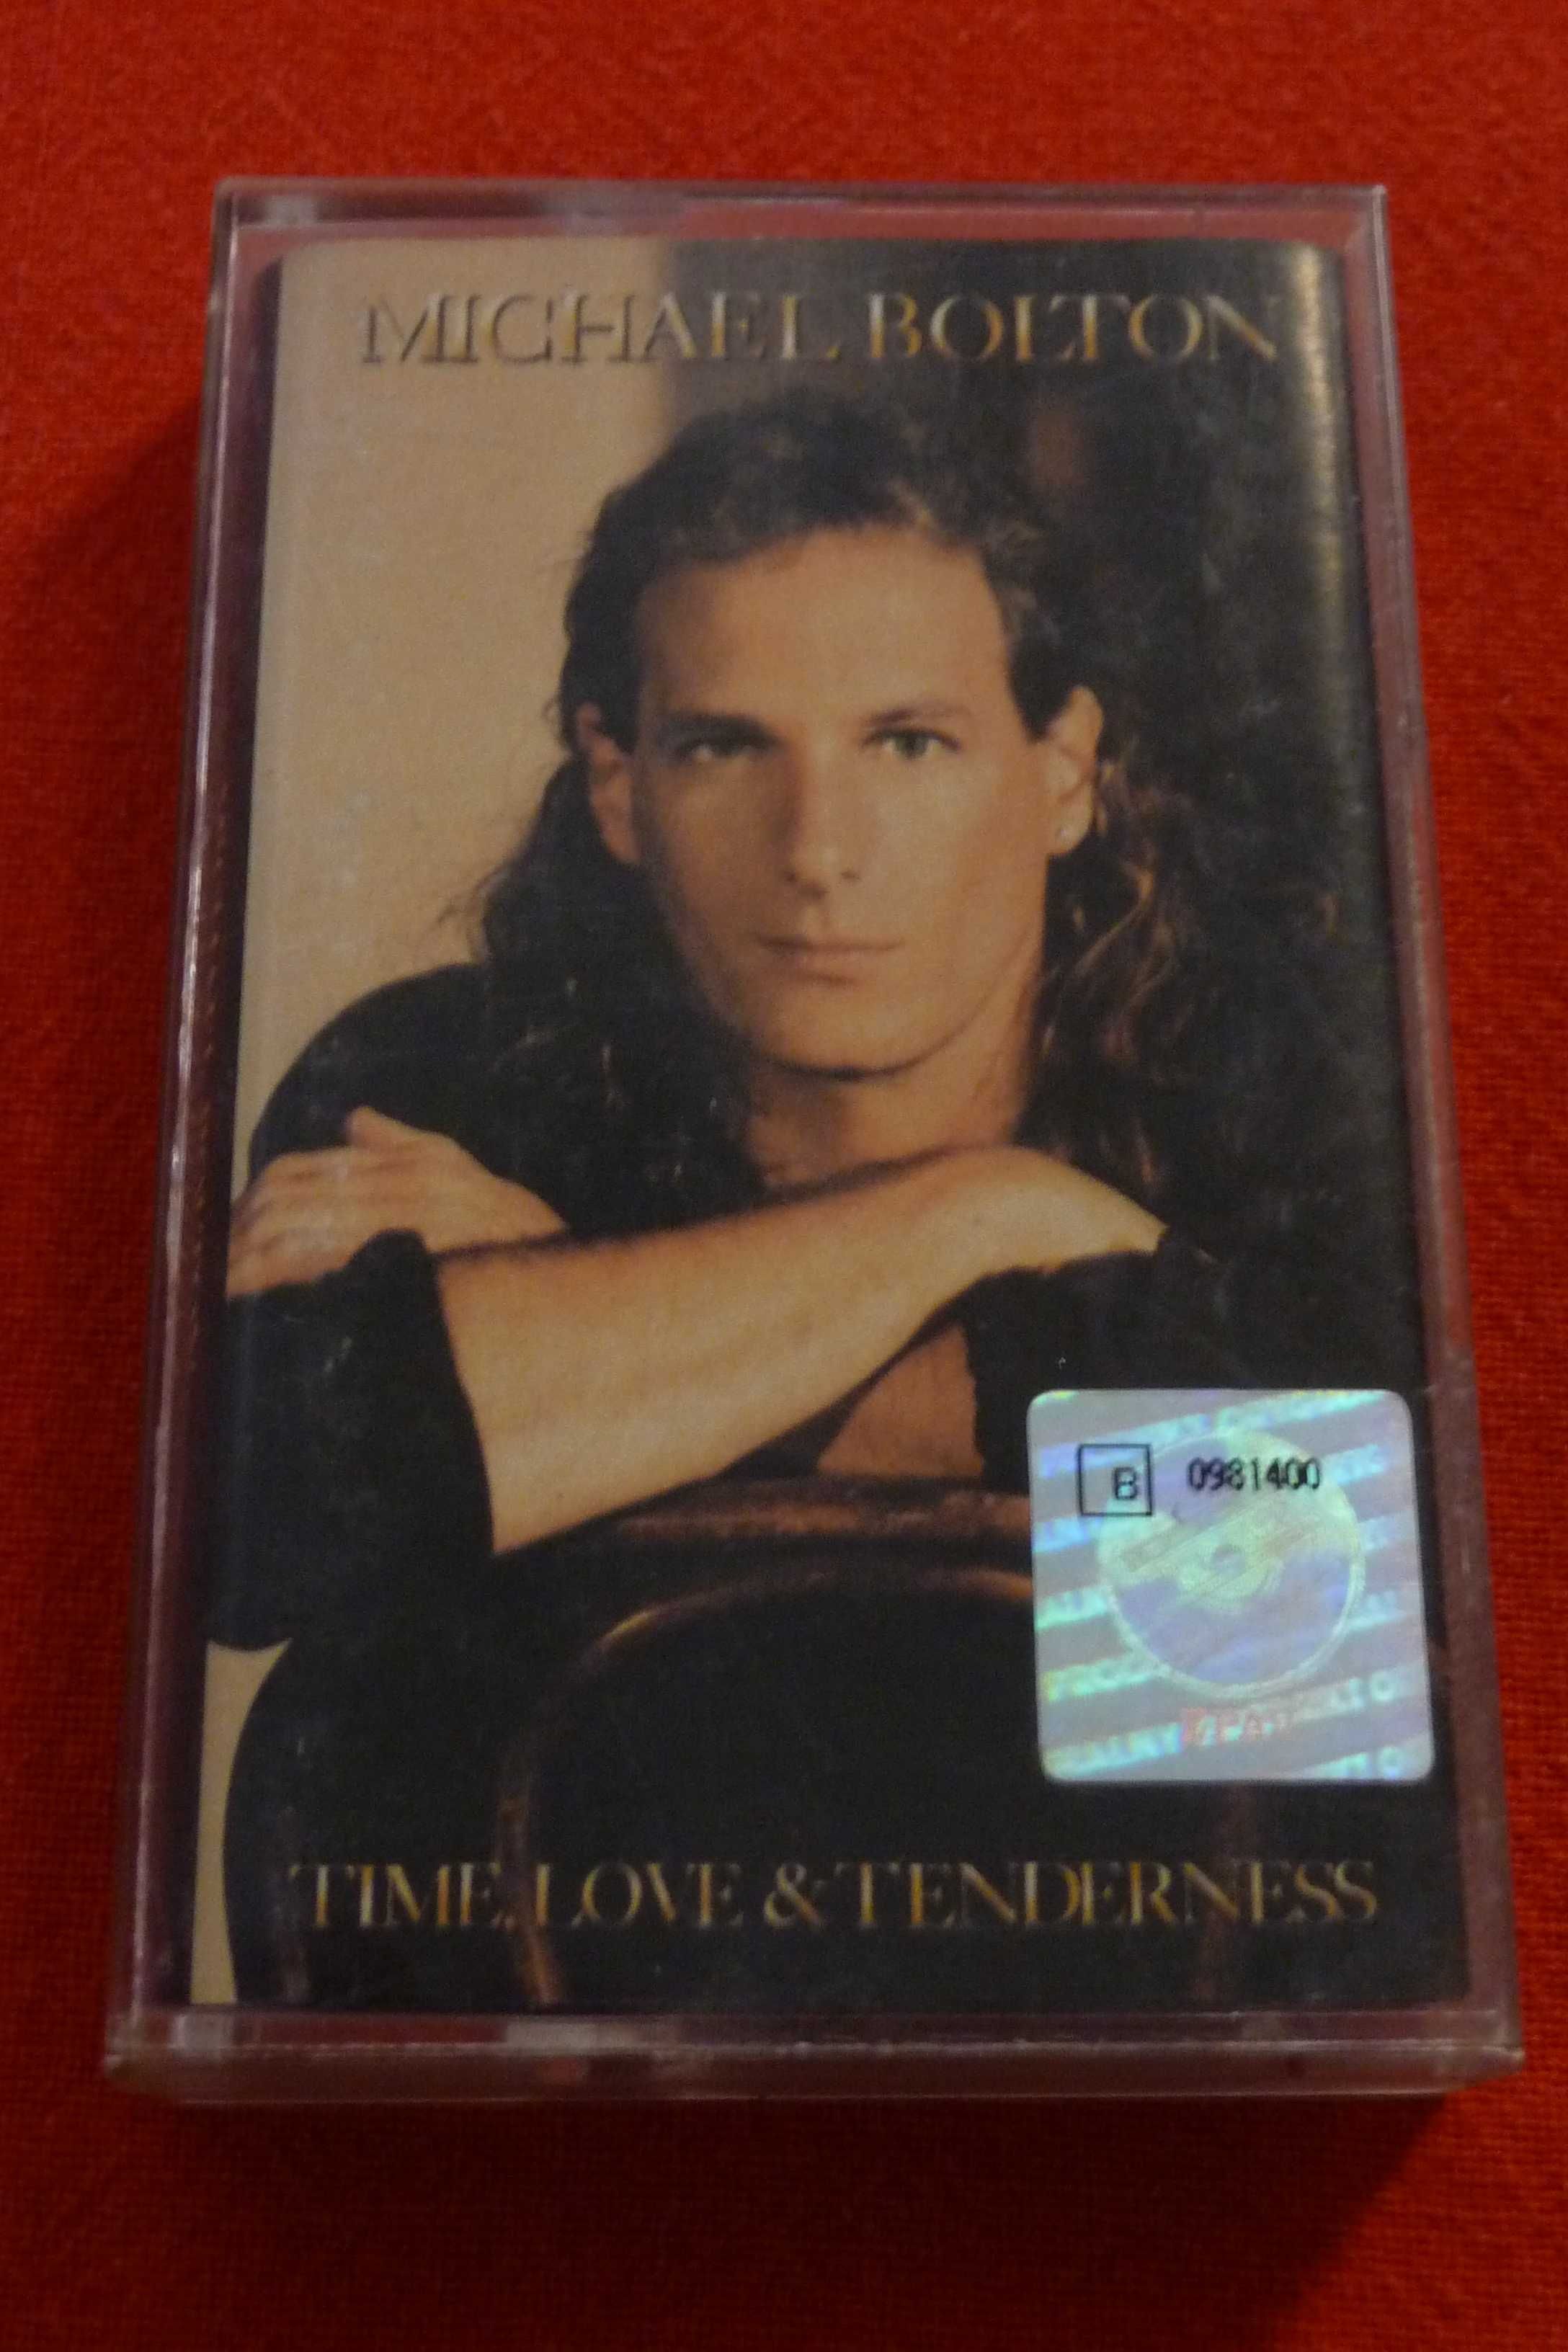 MICHAEL BOLTON
B 0981400
TIME, LOVE & TENDERNESS